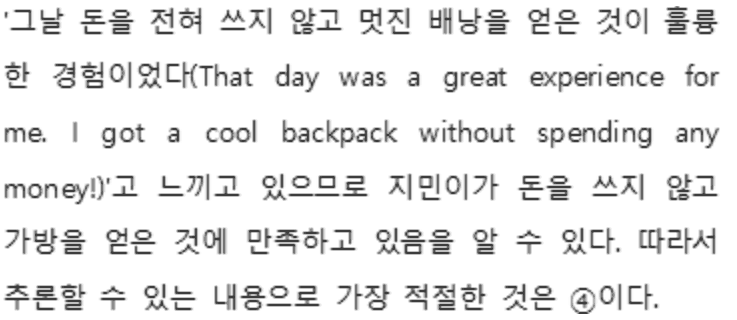 '그날 돈을 전혀 쓰지 않고 멋진 배낭을 얻은 것이 훌륭
한 경험이었다(That day was a great experience for
me. I got a cool backpack without spending any
money!)'고 느끼고 있으므로 지민이가 돈을 쓰지 않고
가방을 얻은 것에 만족하고 있음을 알 수 있다. 따라서
추론할 수 있는 내용으로 가장 적절한 것은 ④이다.